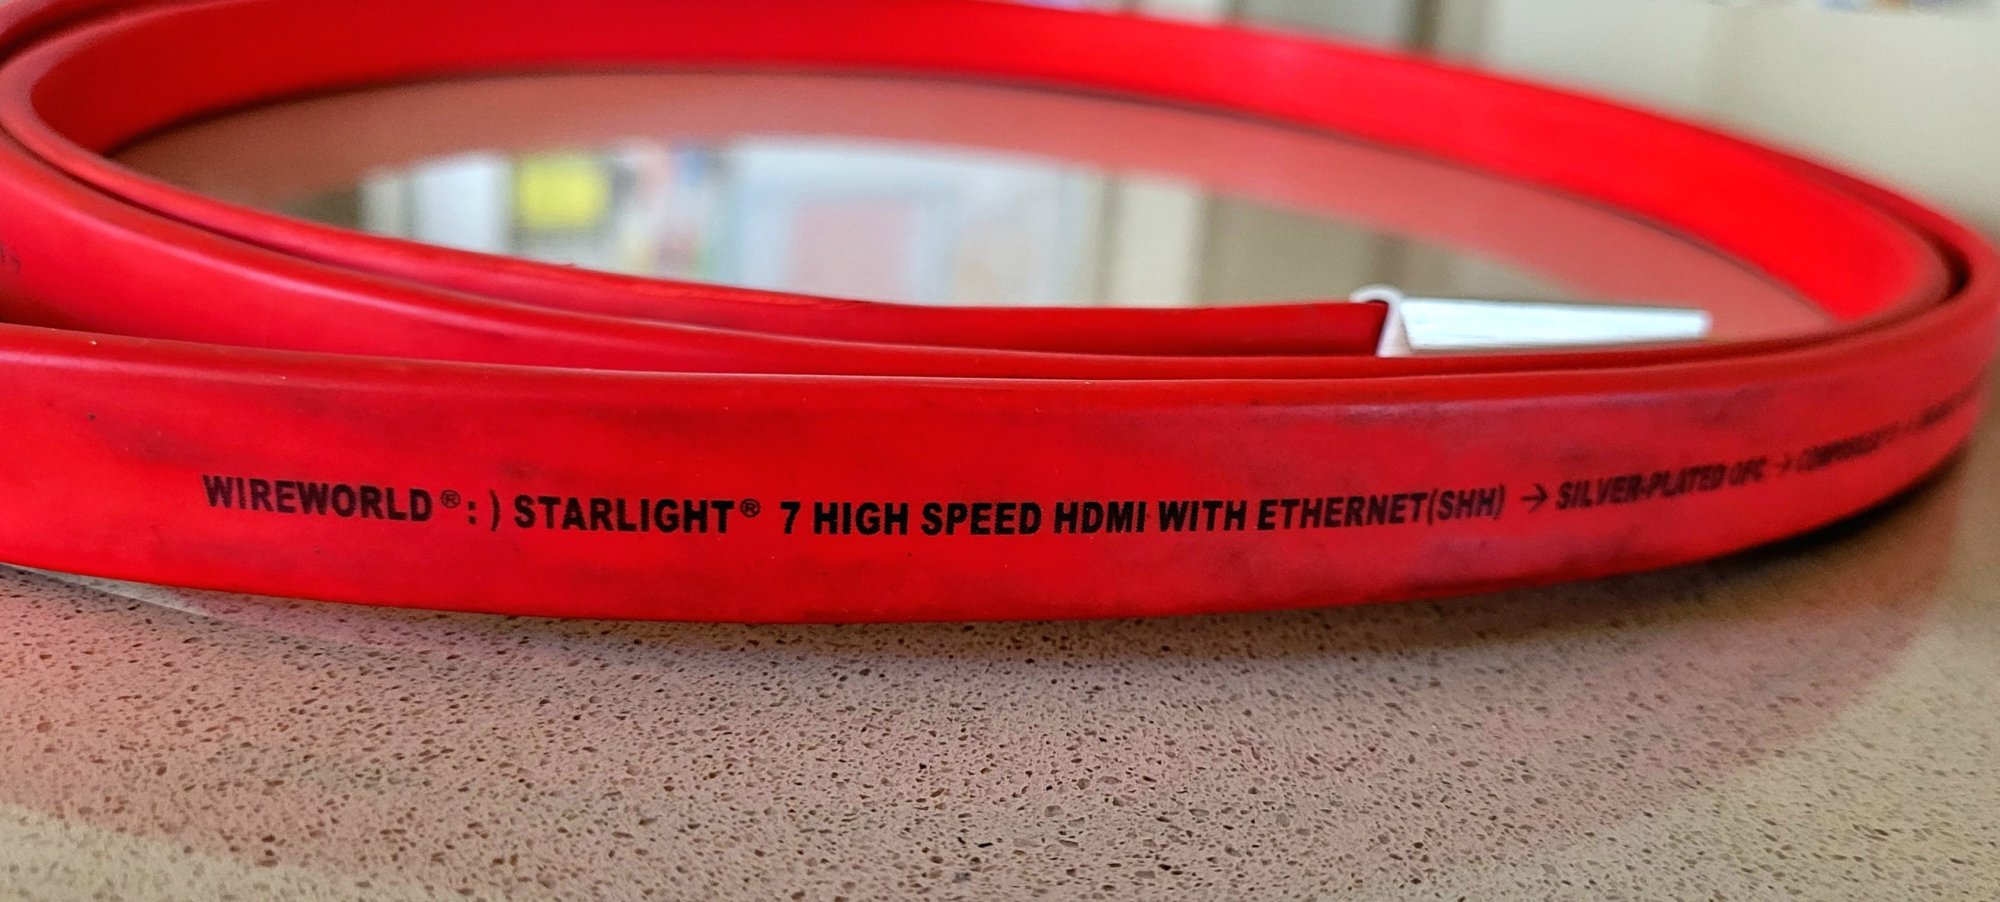 WIREWORLD® :) STARLIGHT® 7 HIGH SPEED HDMI WITH ETHERNET(SHH) → SILVER-PLATED OFC →